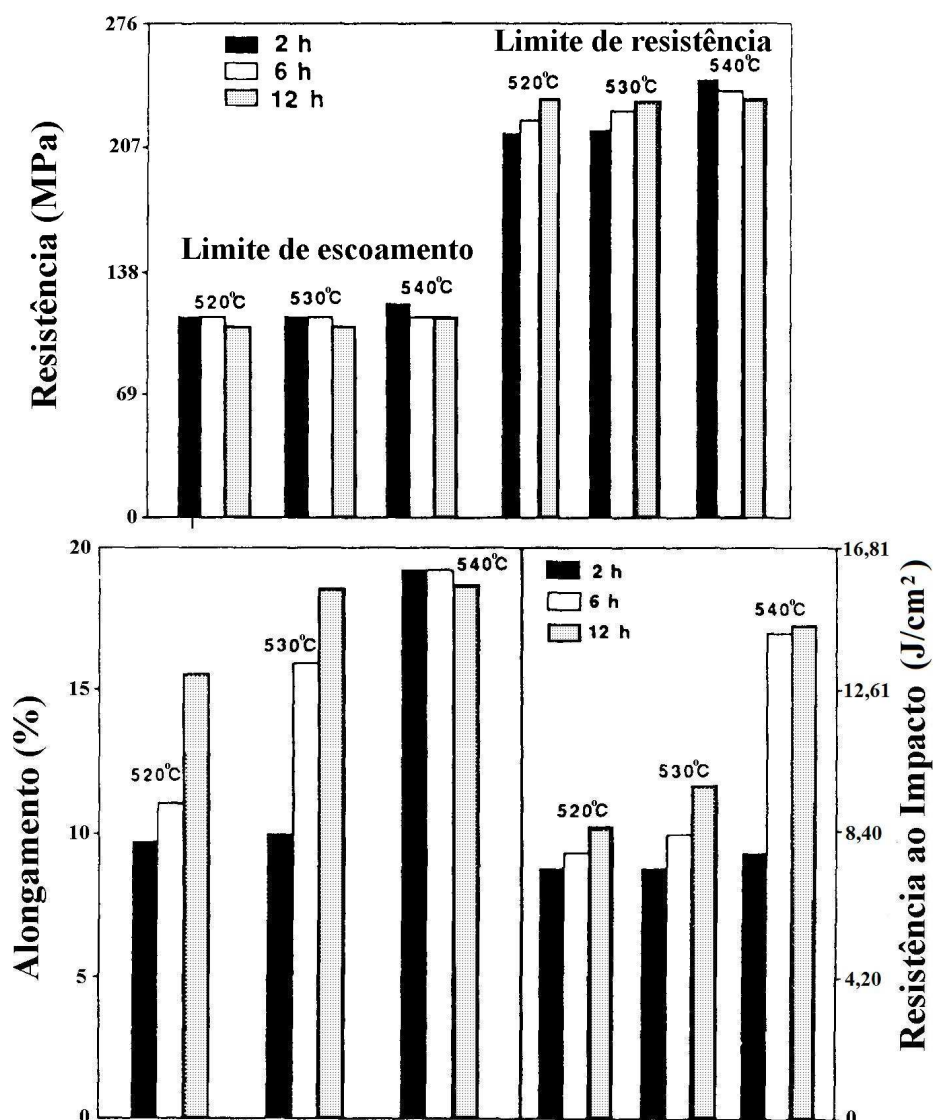 276
207
138
69
0
Resistência (MPa)
2 h
6 h
12 h
Limite de resistência
520°C
530°C
540°C
Limite de escoamento
520°C
530°C
540°C
20
15
10
5
0
Alongamento (%)
520°C
530°C
540°C
2 h
6 h
12 h
520°C
530°C
540°C
16,81
12,61
8,40
4,20
0
Resistência ao Impacto (J/cm²)